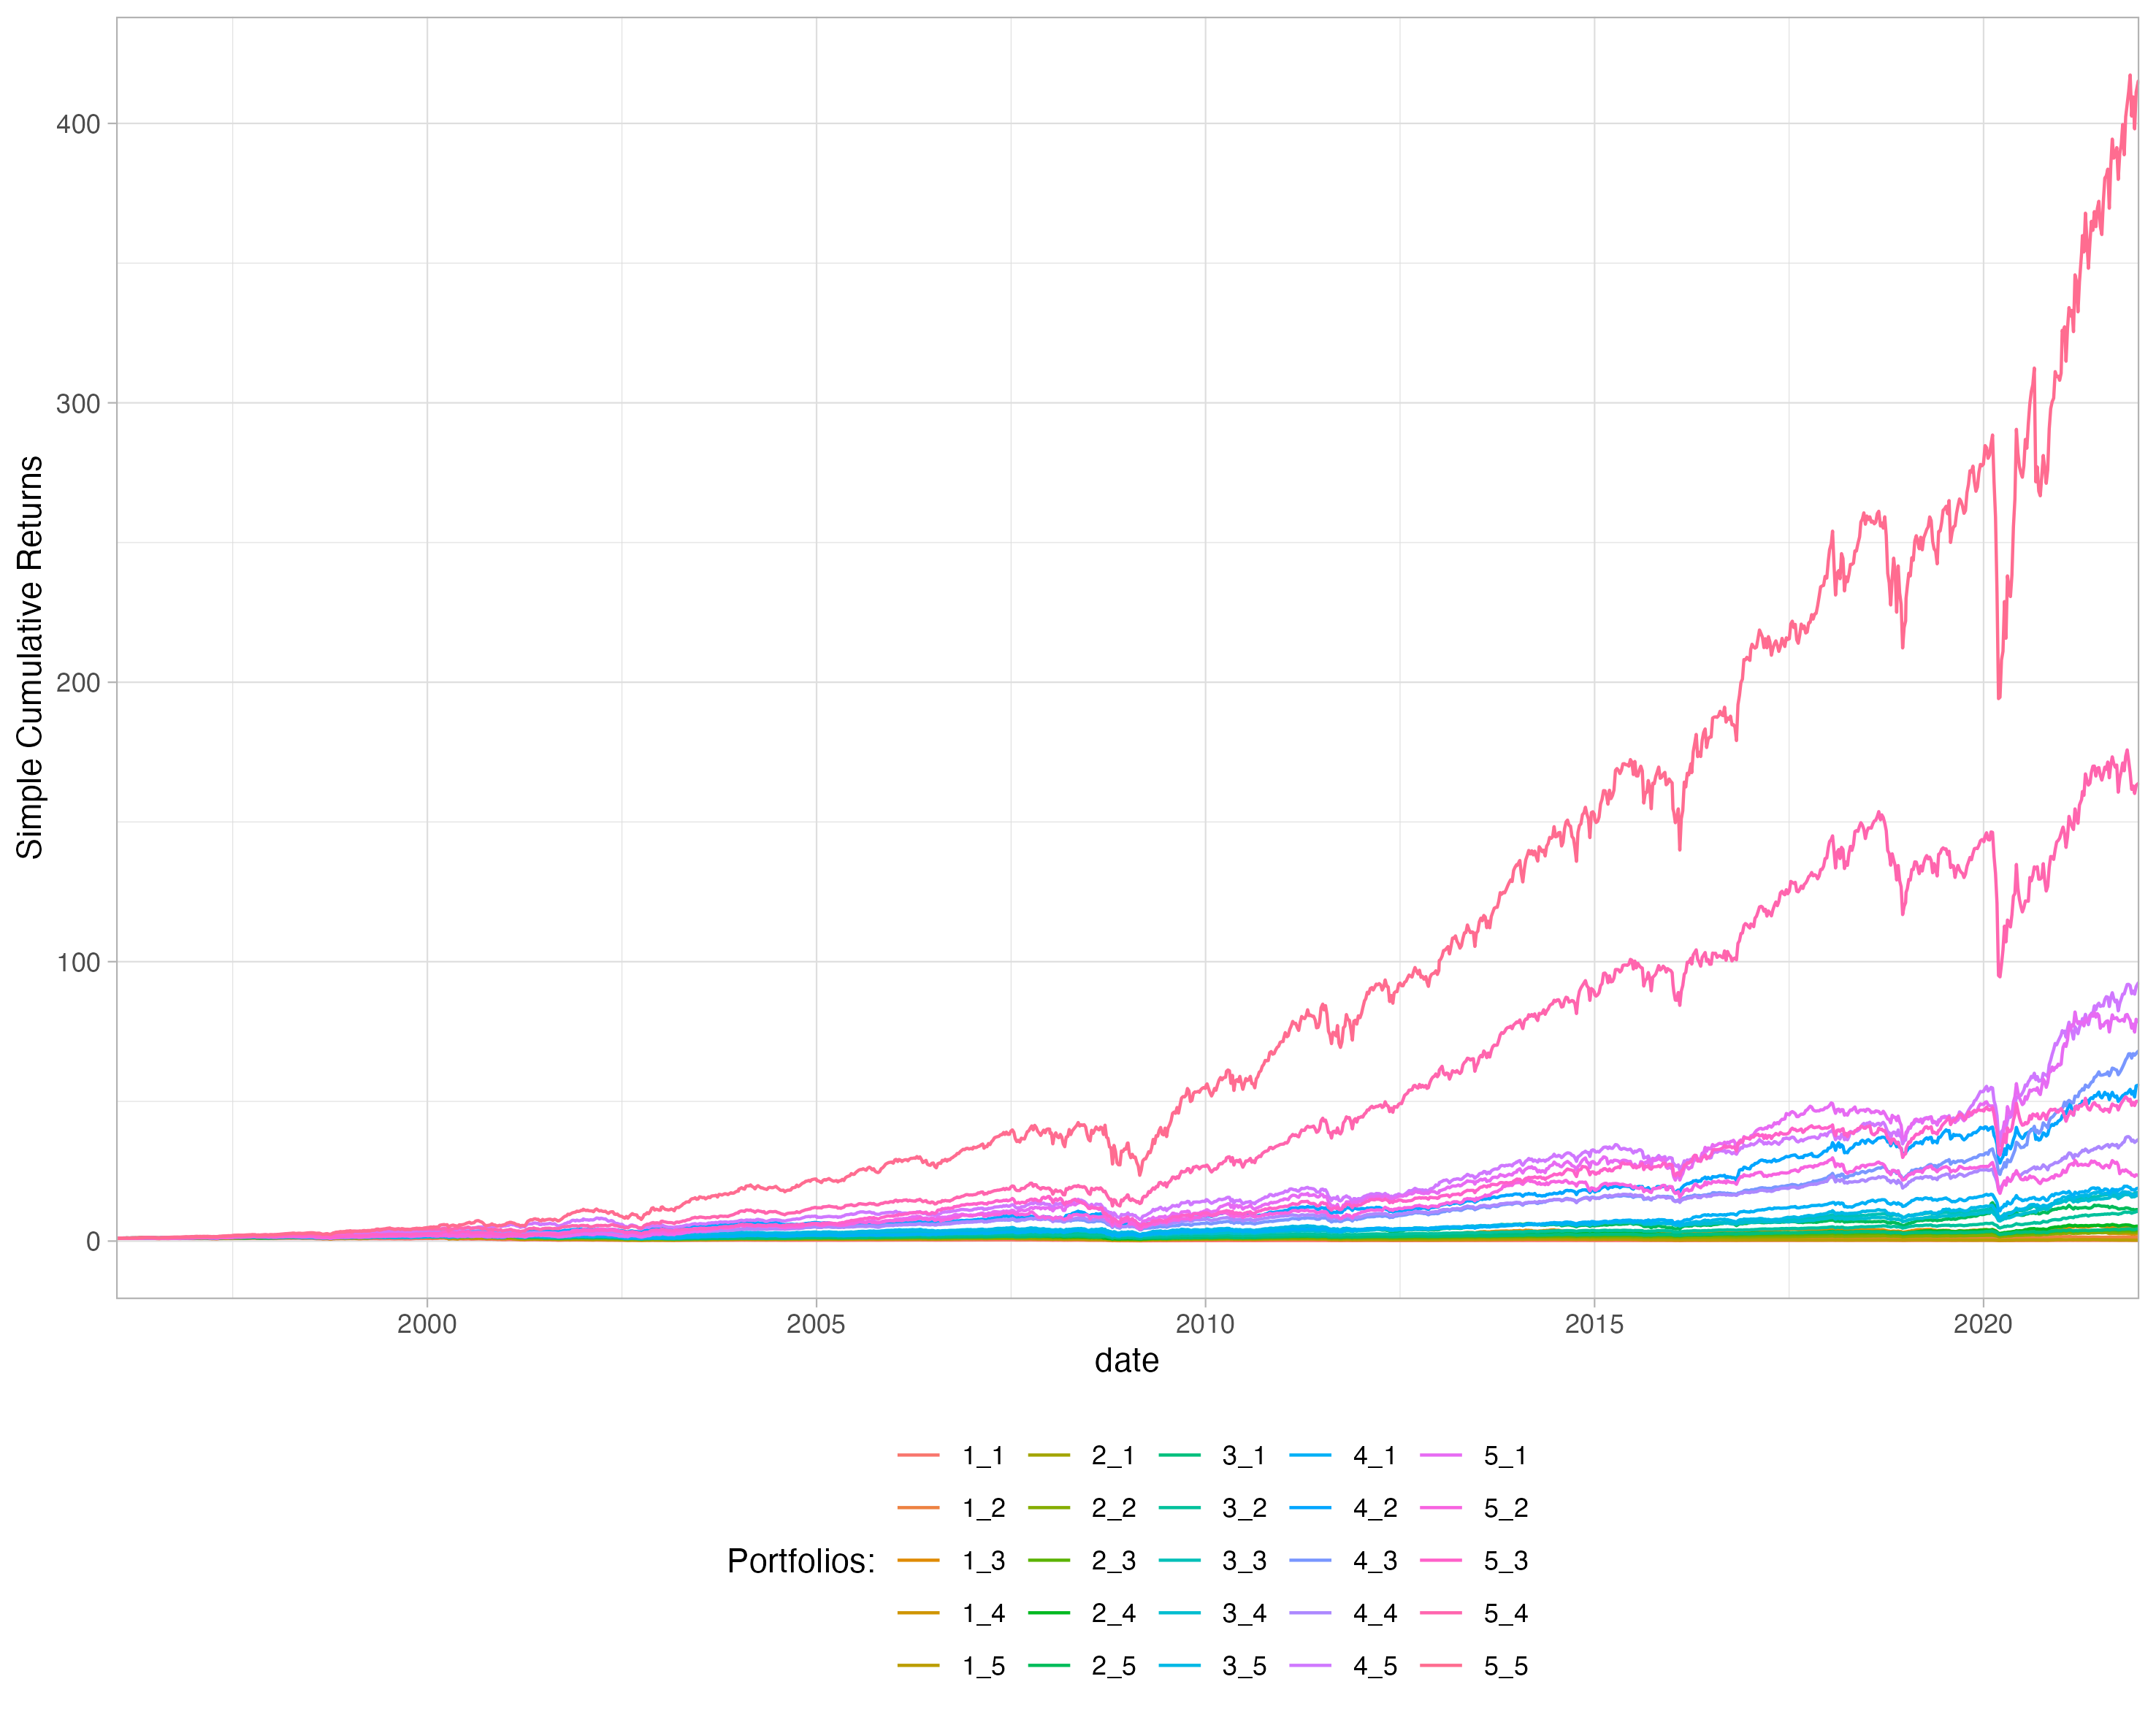 Simple Cumulative Returns
400
300
200
100
0
2000 2005 2010 2015 2020
date
Portfolios:
1_1 2_1 3_1 4_1 5_1
1_2 2_2 3_2 4_2 5_2
1_3 2_3 3_3 4_3 5_3
1_4 2_4 3_4 4_4 5_4
1_5 2_5 3_5 4_5 5_5